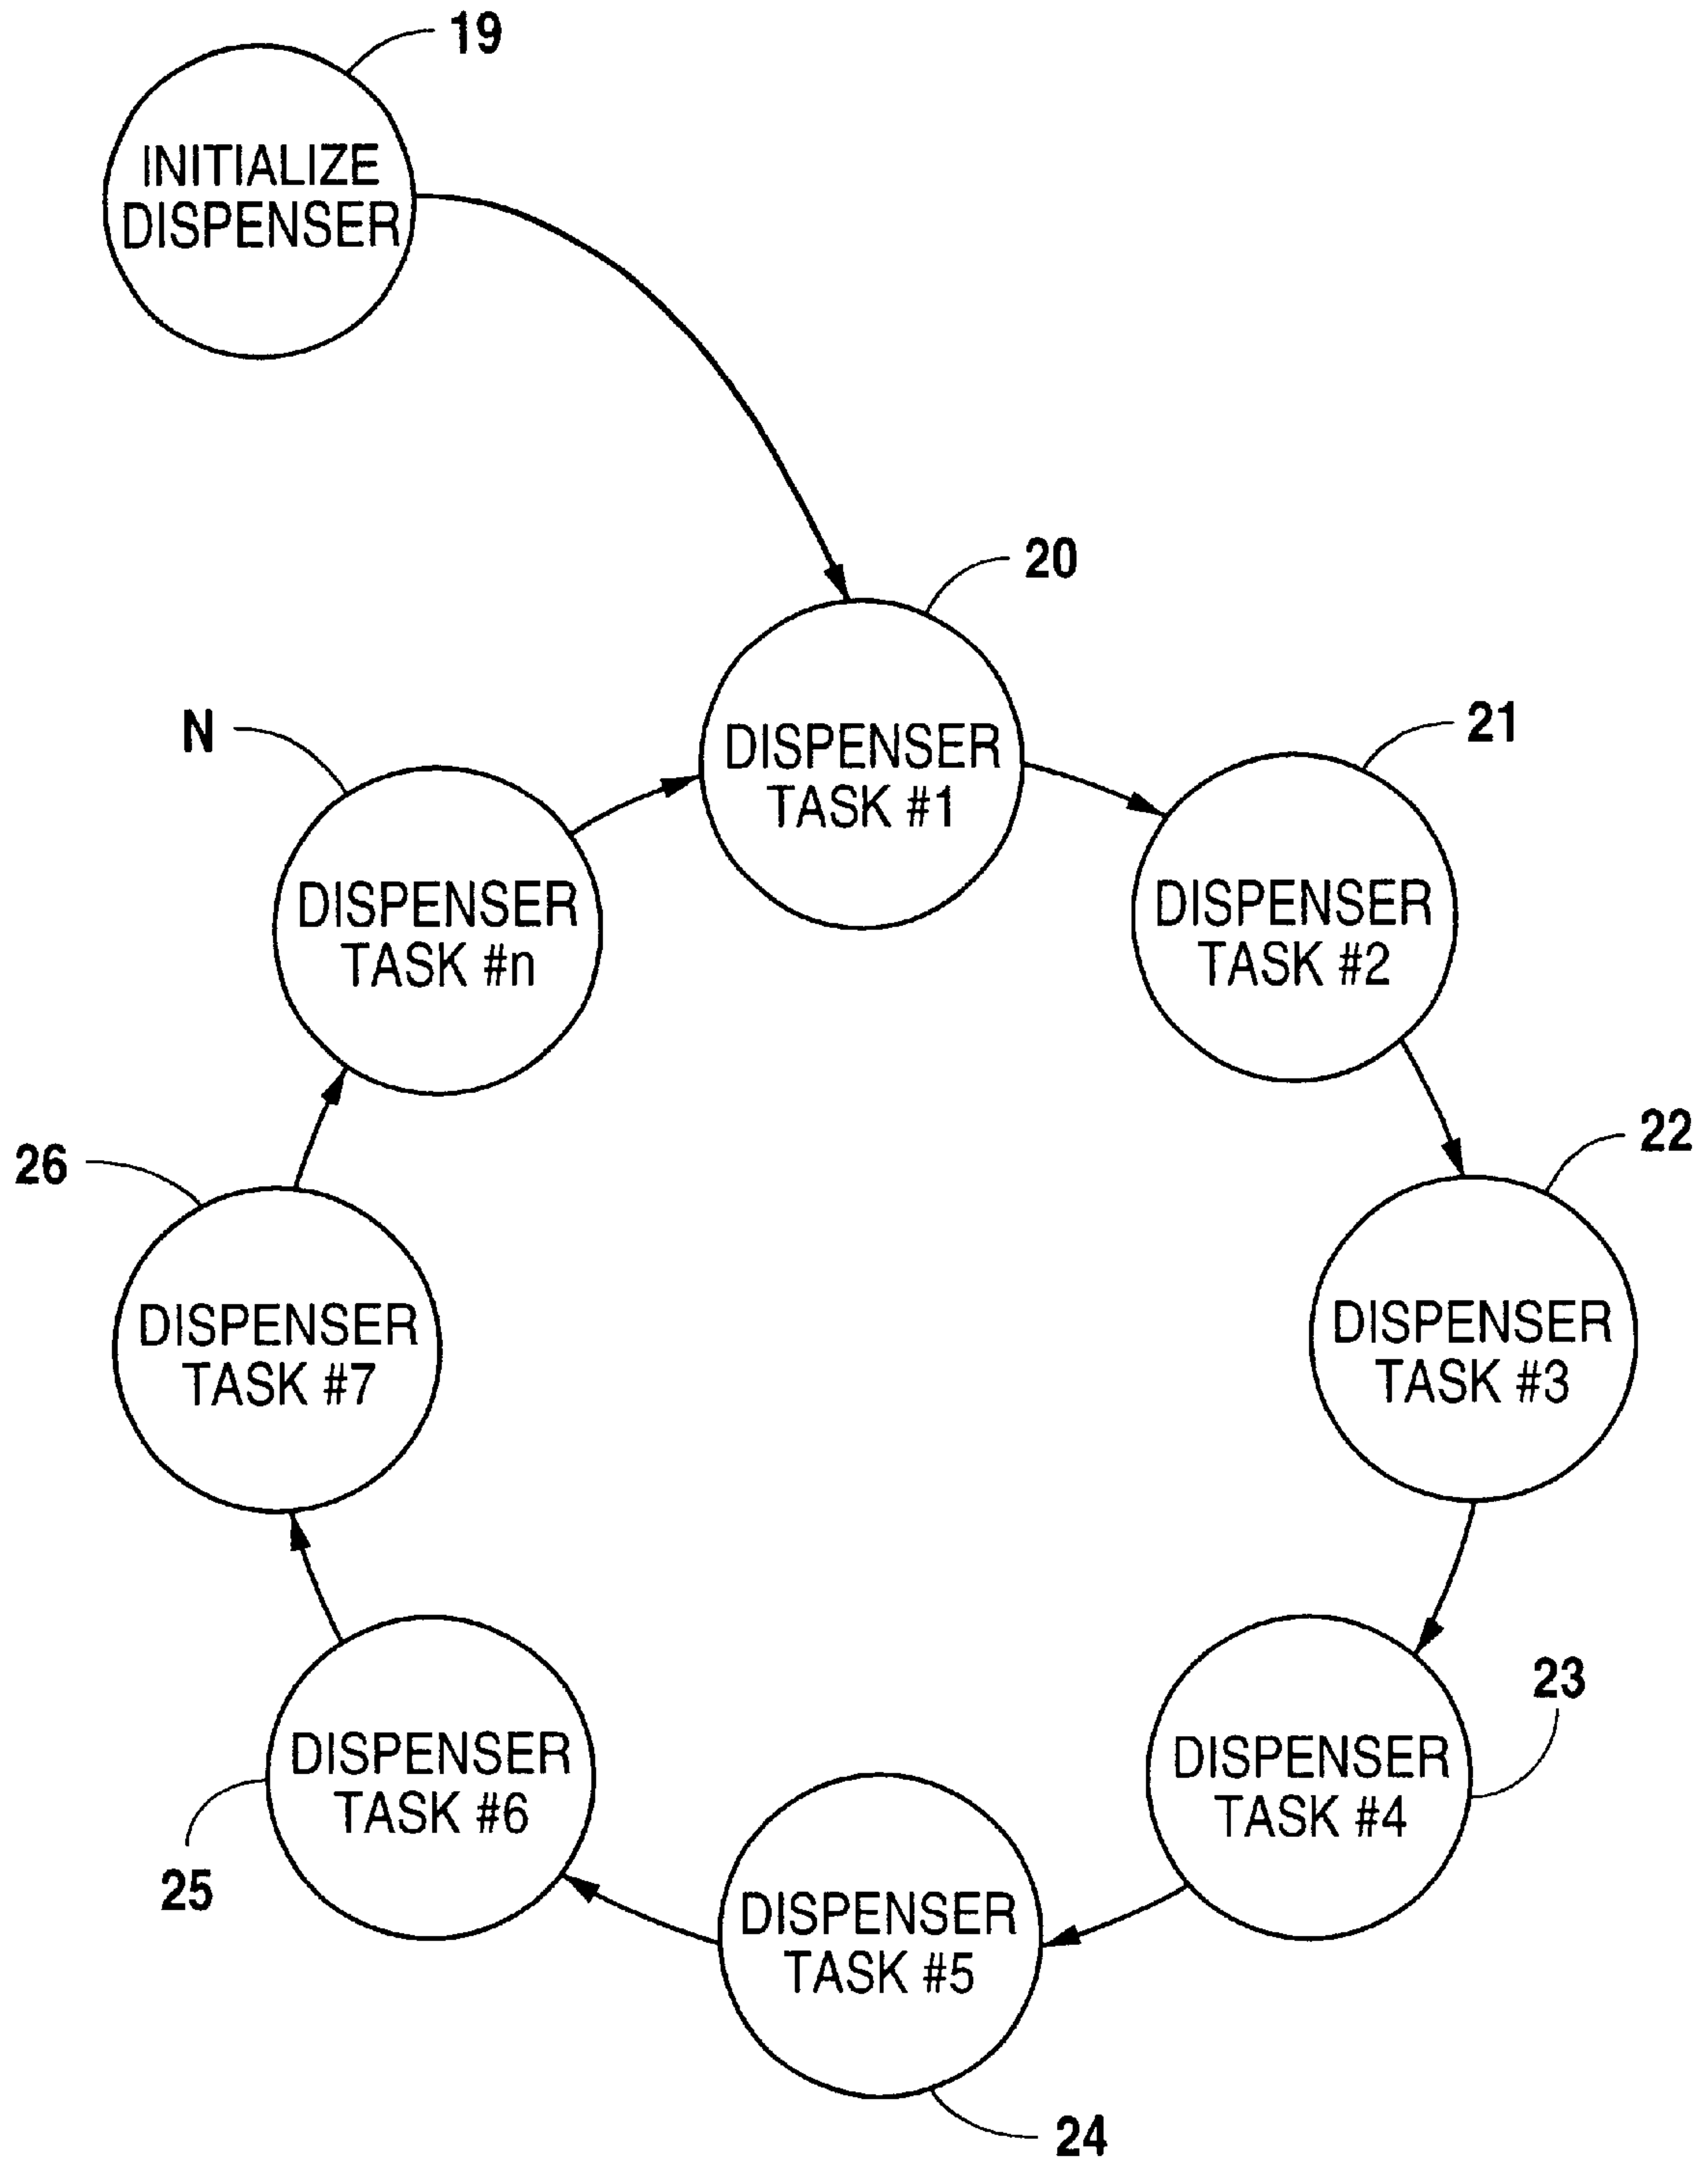 19
INITIALIZE
DISPENSER
20
DISPENSER
TASK #1
21
DISPENSER
TASK #2
22
DISPENSER
TASK #3
23
DISPENSER
TASK #4
24
DISPENSER
TASK #5
25
DISPENSER
TASK #6
26
DISPENSER
TASK #7
N
DISPENSER
TASK #n